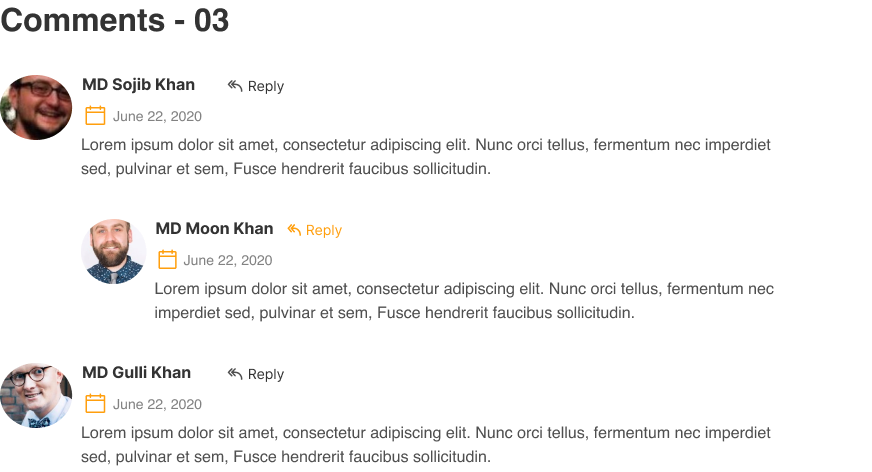 Comments - 03
MD Sojib Khan Reply
June 22, 2020
Lorem ipsum dolor sit amet, consectetur adipiscing elit. Nunc orci tellus, fermentum nec imperdiet
sed, pulvinar et sem, Fusce hendrerit faucibus sollicitudin.
MD Moon Khan Reply
June 22, 2020
Lorem ipsum dolor sit amet, consectetur adipiscing elit. Nunc orci tellus, fermentum nec
imperdiet sed, pulvinar et sem, Fusce hendrerit faucibus sollicitudin.
MD Gulli Khan Reply
June 22, 2020
Lorem ipsum dolor sit amet, consectetur adipiscing elit. Nunc orci tellus, fermentum nec imperdiet
sed, pulvinar et sem, Fusce hendrerit faucibus sollicitudin.